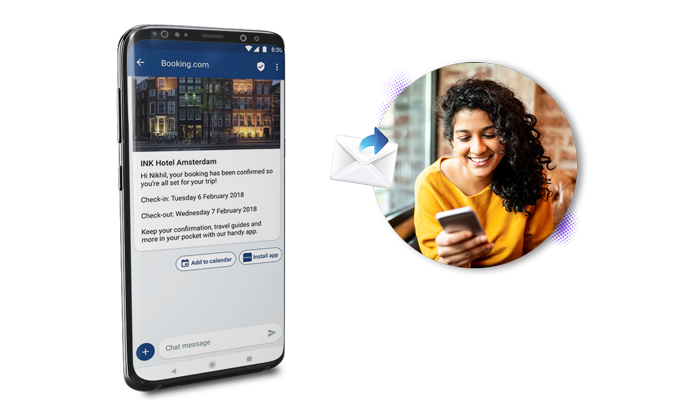 8:00
Booking.com
INK Hotel Amsterdam
Hi Nikhil, your booking has been confirmed so
you're all set for your trip!
Check-in: Tuesday 6 February 2018
Check-out: Wednesday 7 February 2018
Keep your confirmation, travel guides and
more in your pocket with our handy app.
Add to calendar
Install app
Chat message